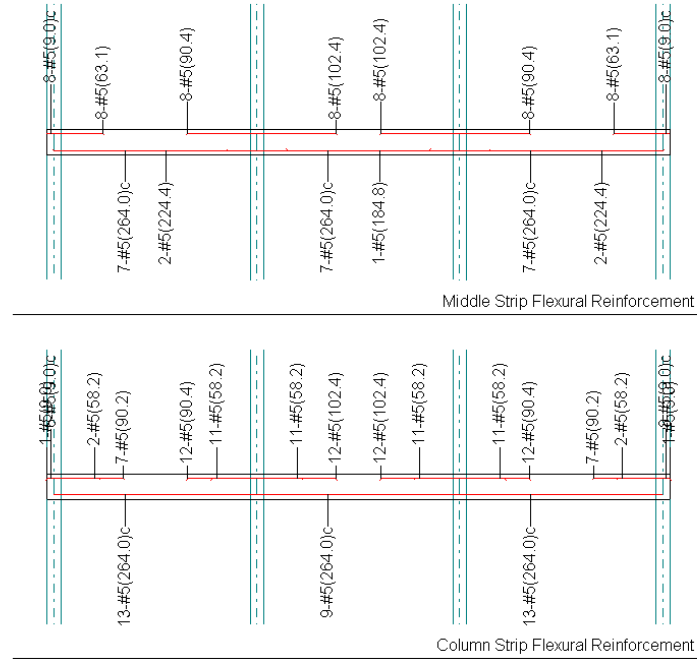 8-#5(9.0)c
8-#5(63.1)
8-#5(90.4)
8-#5(102.4)
8-#5(102.4)
8-#5(90.4)
8-#5(63.1)
8-#5(9.0)c
7-#5(264.0)c
2-#5(224.4)
7-#5(264.0)c
1-#5(184.8)
7-#5(264.0)c
2-#5(224.4)
Middle Strip Flexural Reinforcement
2-#5(58.2)
7-#5(90.2)
12-#5(90.4)
11-#5(58.2)
11-#5(58.2)
12-#5(102.4)
12-#5(102.4)
11-#5(58.2)
11-#5(58.2)
12-#5(90.4)
7-#5(90.2)
2-#5(58.2)
13-#5(264.0)c
9-#5(264.0)c
13-#5(264.0)c
Column Strip Flexural Reinforcement